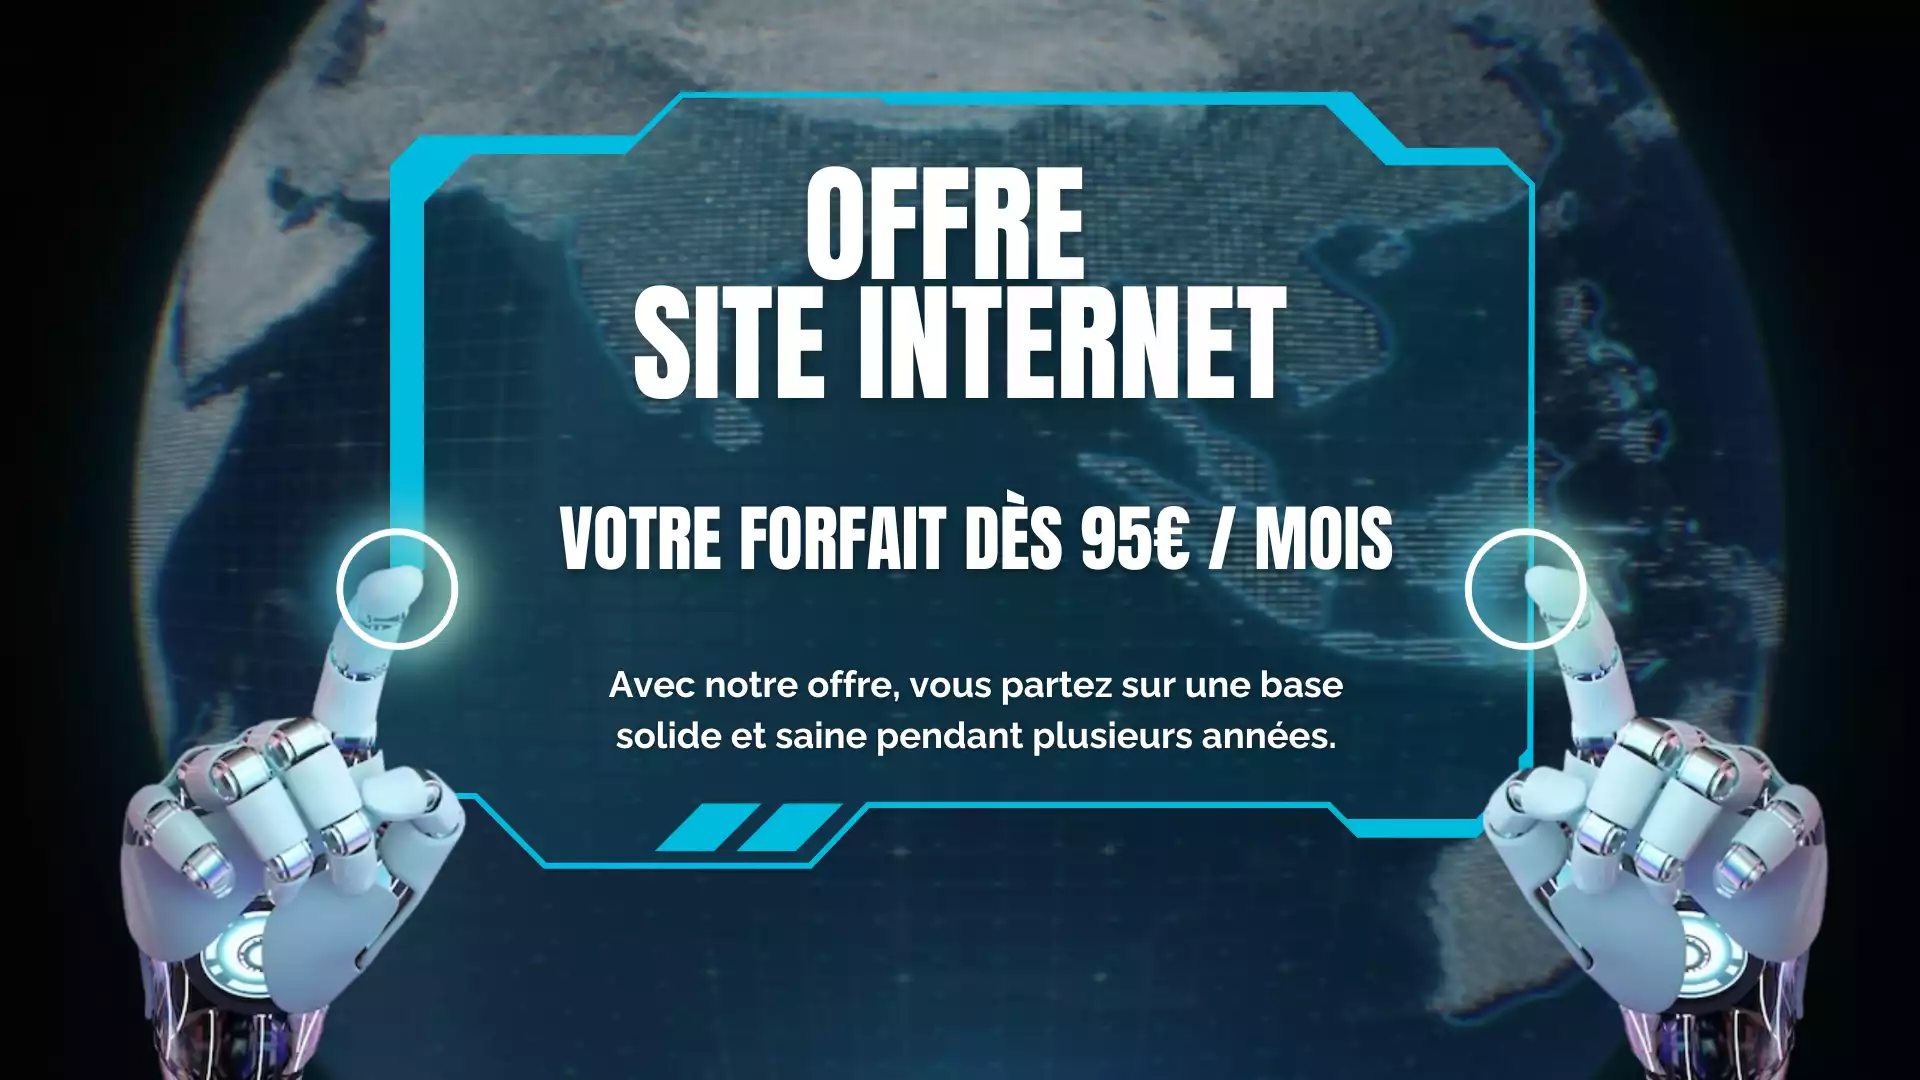 OFFRE
SITE INTERNET
VOTRE FORFAIT DÈS 95€ / MOIS
Avec notre offre, vous partez sur une base
solide et saine pendant plusieurs années.